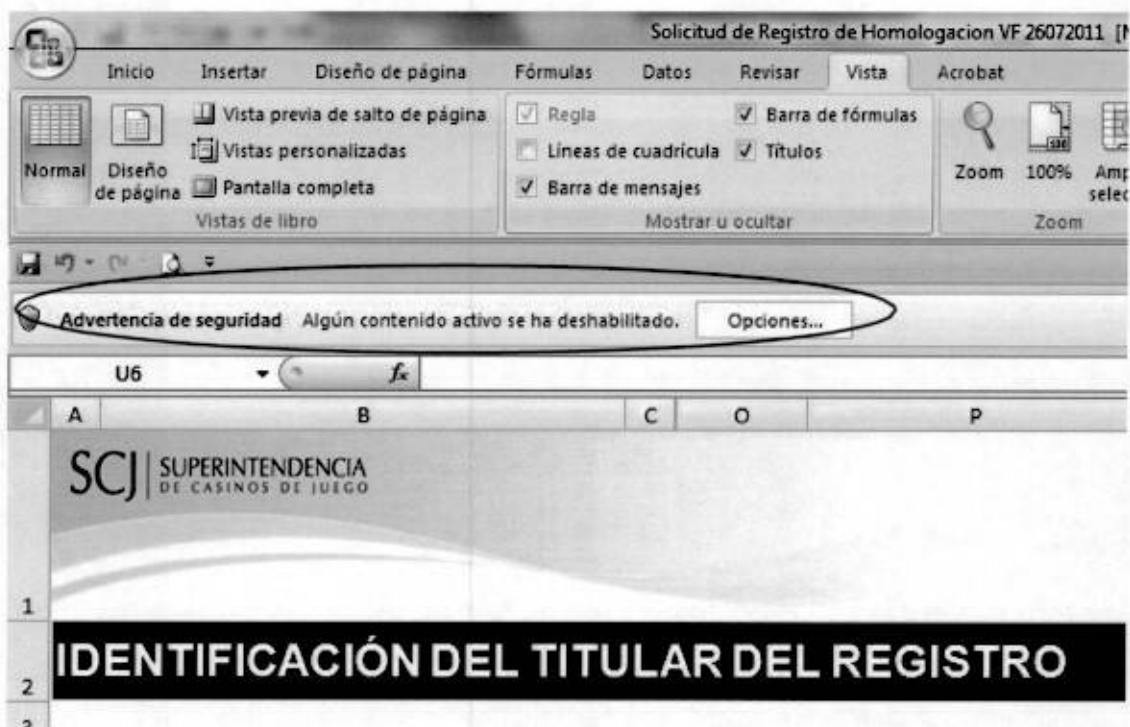 Solicitud de Registro de Homologacion VF 26072011
Inicio Insertar Diseño de página Fórmulas Datos Revisar Vista Acrobat
Normal
Diseño de página
Vista previa de salto de página
Vistas personalizadas
Pantalla completa
Vistas de libro
Regla
Líneas de cuadrícula
Barra de mensajes
Barra de fórmulas
Títulos
Mostrar u ocultar
Zoom
100%
Zoom
Advertencia de seguridad Algún contenido activo se ha deshabilitado. Opciones...
U6 fx
A B C O P
SCJ SUPERINTENDENCIA
DE CASINOS DE JUEGO
1
IDENTIFICACIÓN DEL TITULAR DEL REGISTRO
2